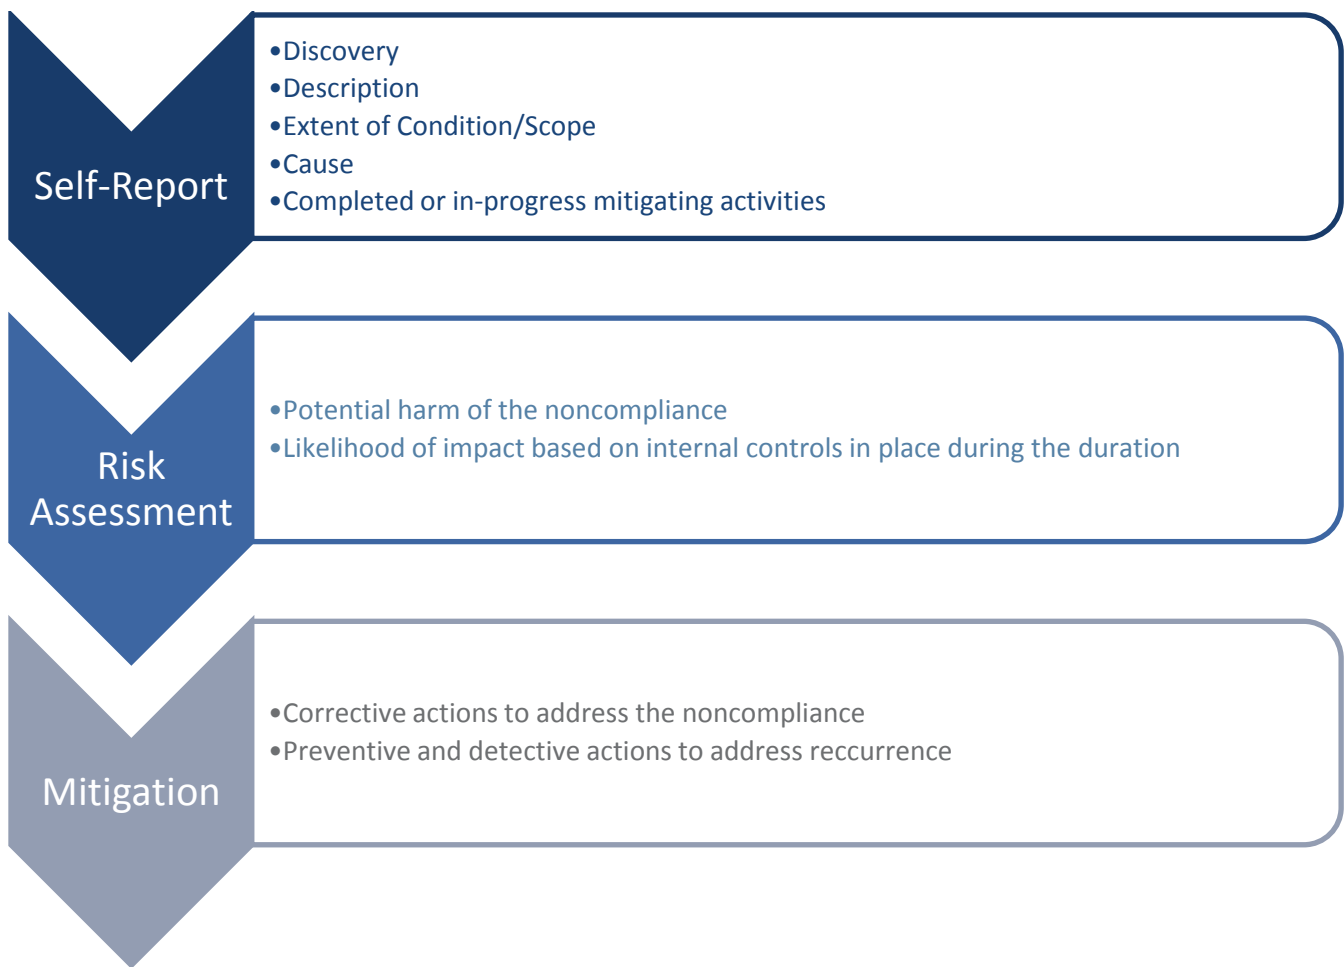 Self-Report
•Discovery
•Description
•Extent of Condition/Scope
•Cause
•Completed or in-progress mitigating activities
Risk
Assessment
•Potential harm of the noncompliance
•Likelihood of impact based on internal controls in place during the duration
Mitigation
•Corrective actions to address the noncompliance
•Preventive and detective actions to address reccurrence